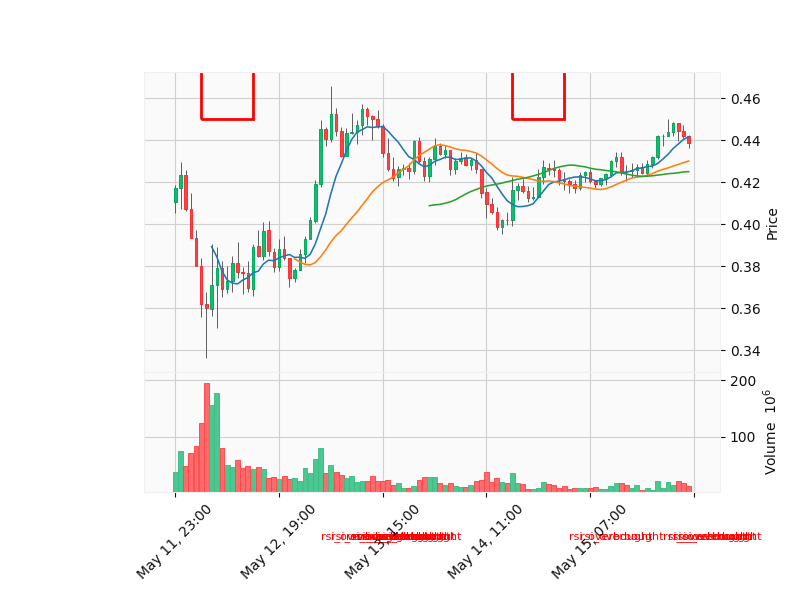 0.46
0.44
0.42
0.40
0.38
0.36
0.34
Price
200
100
Volume 10⁶
May 11, 23:00
May 12, 19:00
May 13, 15:00
May 14, 11:00
May 15, 07:00